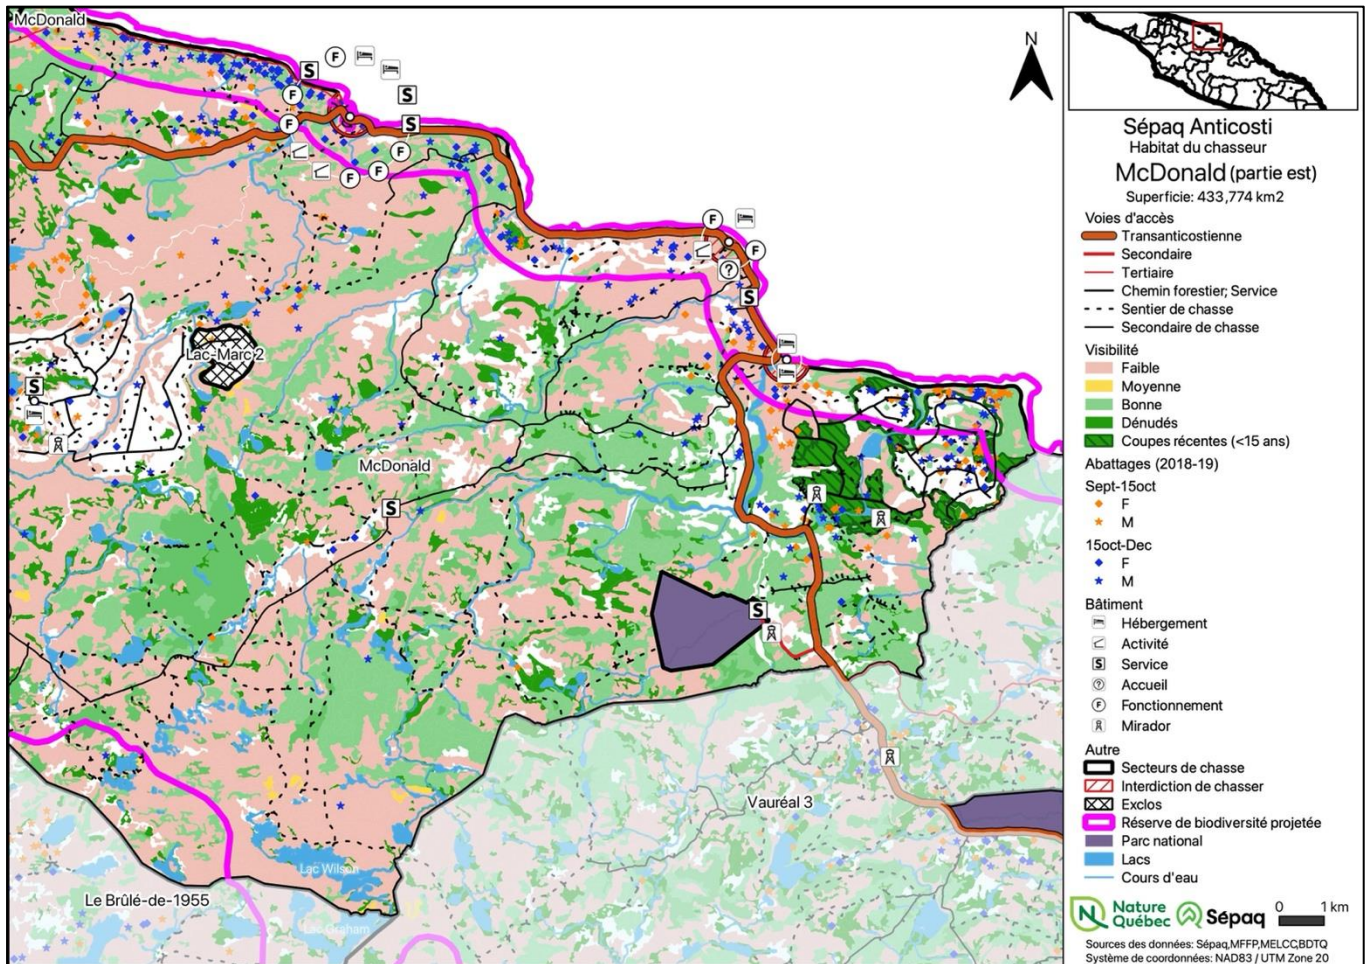 McDonald
N
Lac-Marc 2
McDonald
Vauréal 3
Le Brûlé-de-1955
Lac Wilson
Lac Graham
Sépaq Anticosti
Habitat du chasseur
McDonald (partie est)
Superficie: 433,774 km2
Voies d'accès
Transanticostienne
Secondaire
Tertiaire
Chemin forestier; Service
Sentier de chasse
Secondaire de chasse
Visibilité
Faible
Moyenne
Bonne
Dénudés
Coupes récentes (<15 ans)
Abattages (2018-19)
Sept-15oct
F
M
15oct-Dec
F
M
Bâtiment
Hébergement
Activité
S Service
? Accueil
F Fonctionnement
Mirador
Autre
Secteurs de chasse
Interdiction de chasser
Exclos
Réserve de biodiversité projetée
Parc national
Lacs
Cours d'eau
Nature
Québec
Sépaq
0 1 km
Sources des données: Sépaq,MFFP,MELCC,BDTQ
Système de coordonnées: NAD83 / UTM Zone 20